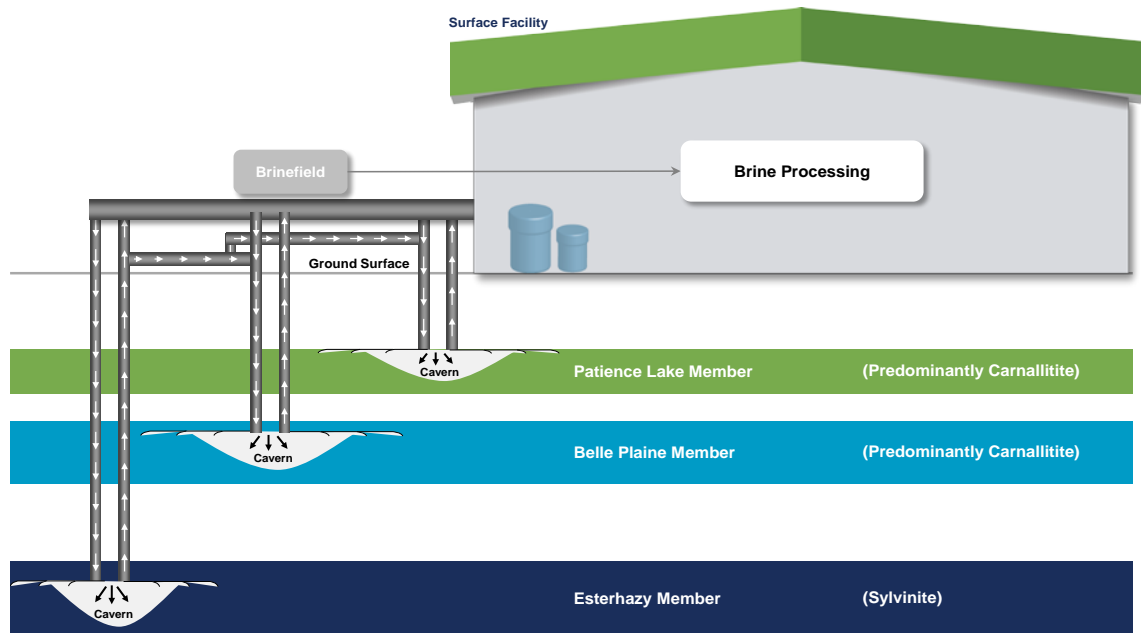 Surface Facility
Brinefield
Brine Processing
Ground Surface
Cavern
Patience Lake Member
(Predominantly Carnallitite)
Cavern
Belle Plaine Member
(Predominantly Carnallitite)
Cavern
Esterhazy Member
(Sylvinite)